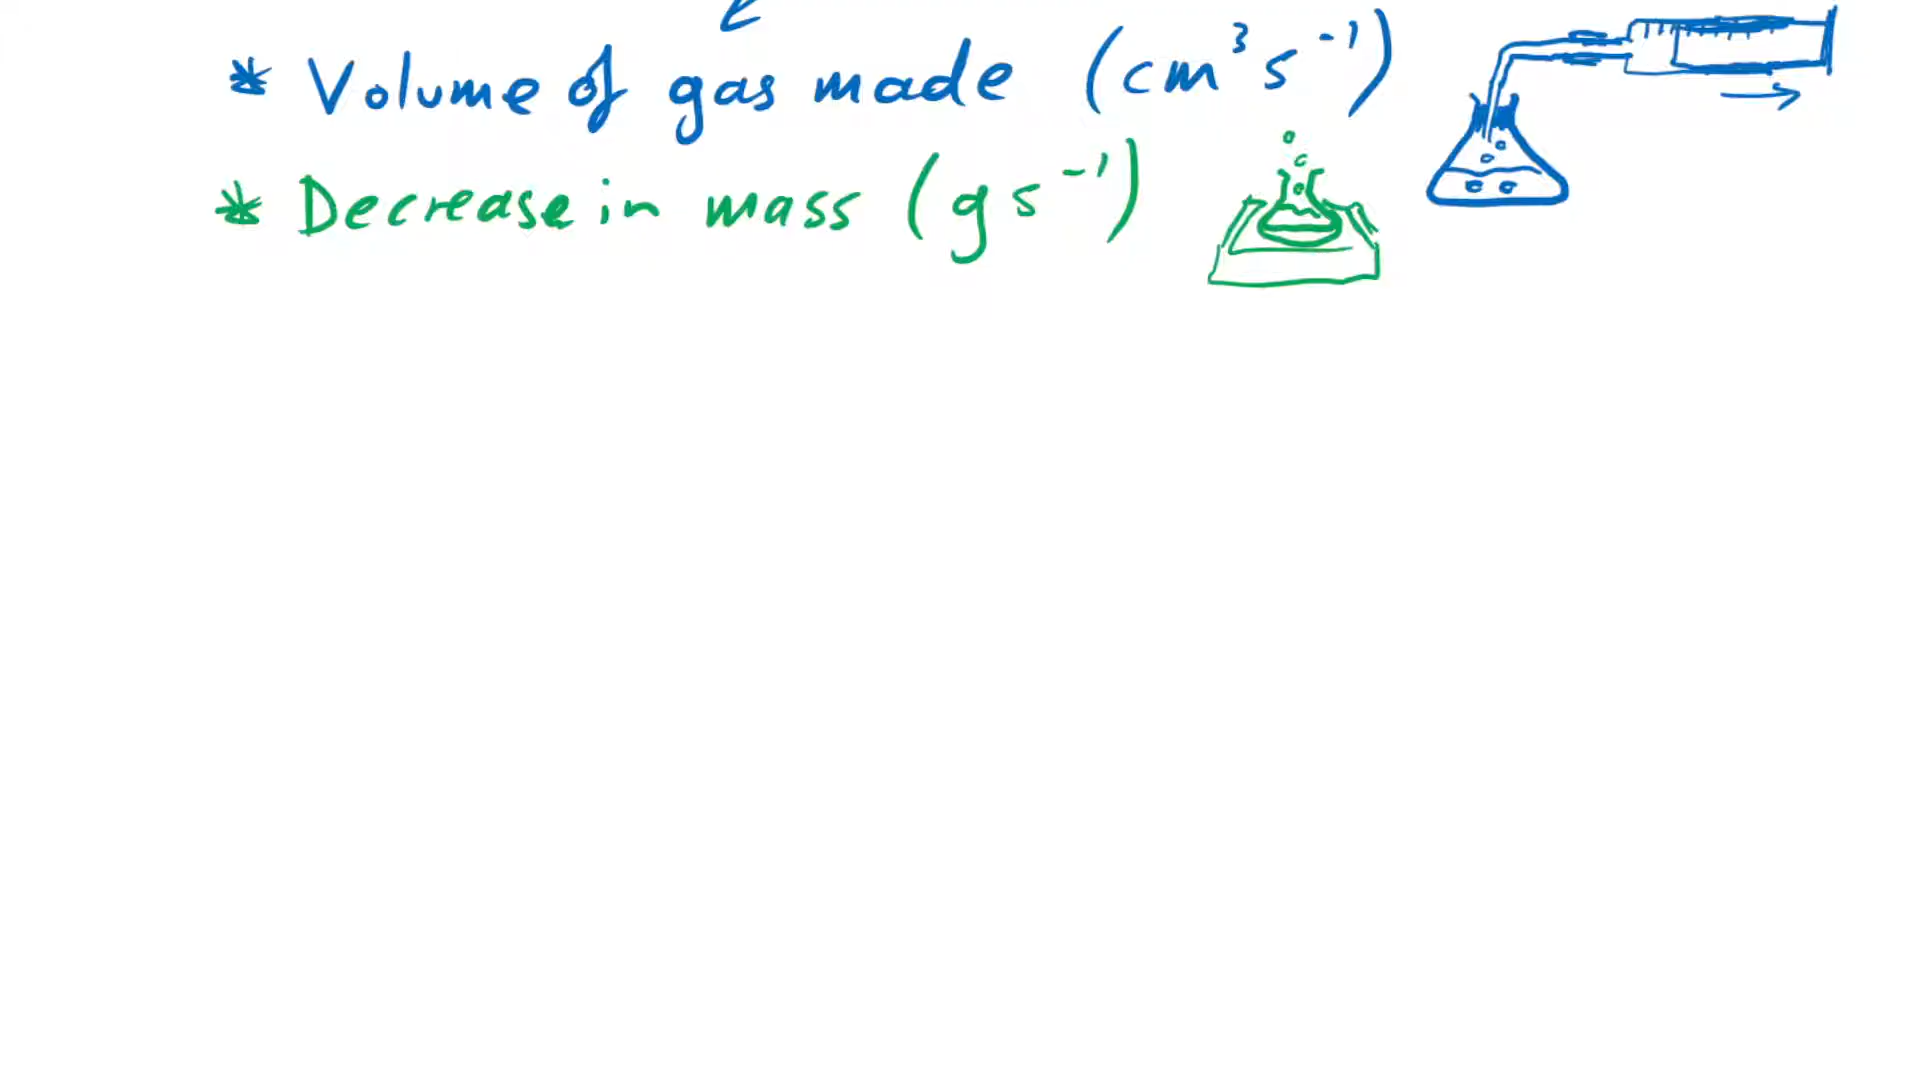 * Volume of gas made (cm³s⁻¹)
* Decrease in mass (gs⁻¹)